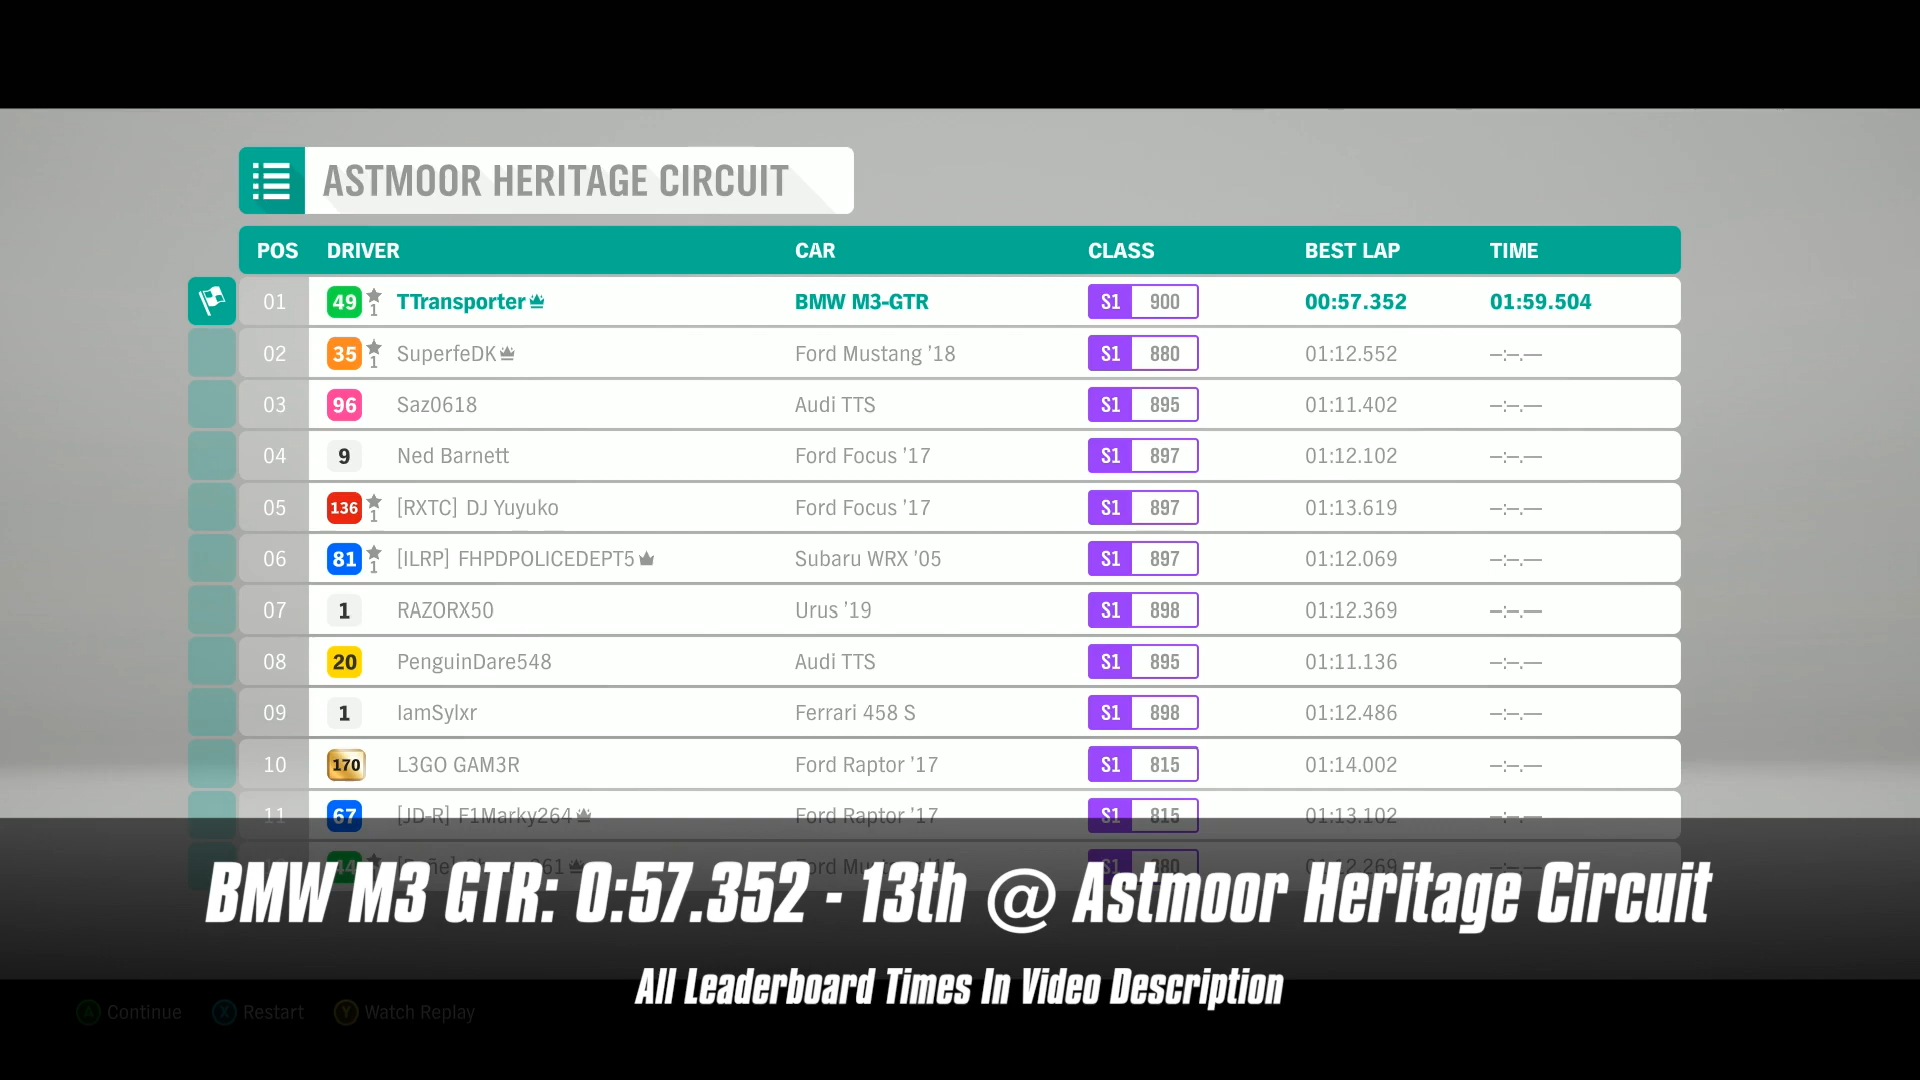 ASTMOOR HERITAGE CIRCUIT
POS DRIVER CAR CLASS BEST LAP TIME
01 49 1 TTransporter BMW M3-GTR S1 900 00:57.352 01:59.504
02 35 1 SuperfeDK Ford Mustang '18 S1 880 01:12.552 --:--.---
03 96 Saz0618 Audi TTS S1 895 01:11.402 --:--.---
04 9 Ned Barnett Ford Focus '17 S1 897 01:12.102 --:--.---
05 136 1 [RXTC] DJ Yuyuko Ford Focus '17 S1 897 01:13.619 --:--.---
06 81 1 [ILRP] FHPDPOLICEDEPT5 Subaru WRX '05 S1 897 01:12.069 --:--.---
07 1 RAZORX50 Urus '19 S1 898 01:12.369 --:--.---
08 20 PenguinDare548 Audi TTS S1 895 01:11.136 --:--.---
09 1 IamSylxr Ferrari 458 S S1 898 01:12.486 --:--.---
10 170 L3GO GAM3R Ford Raptor '17 S1 815 01:14.002 --:--.---
11 67 [JD-R] F1Marky264 Ford Raptor '17 S1 815 01:13.102 --:--.---
44 Ford S1 880 01:12.269
BMW M3 GTR: 0:57.352 - 13th @ Astmoor Heritage Circuit
All Leaderboard Times In Video Description
A Continue X Restart Y Watch Replay